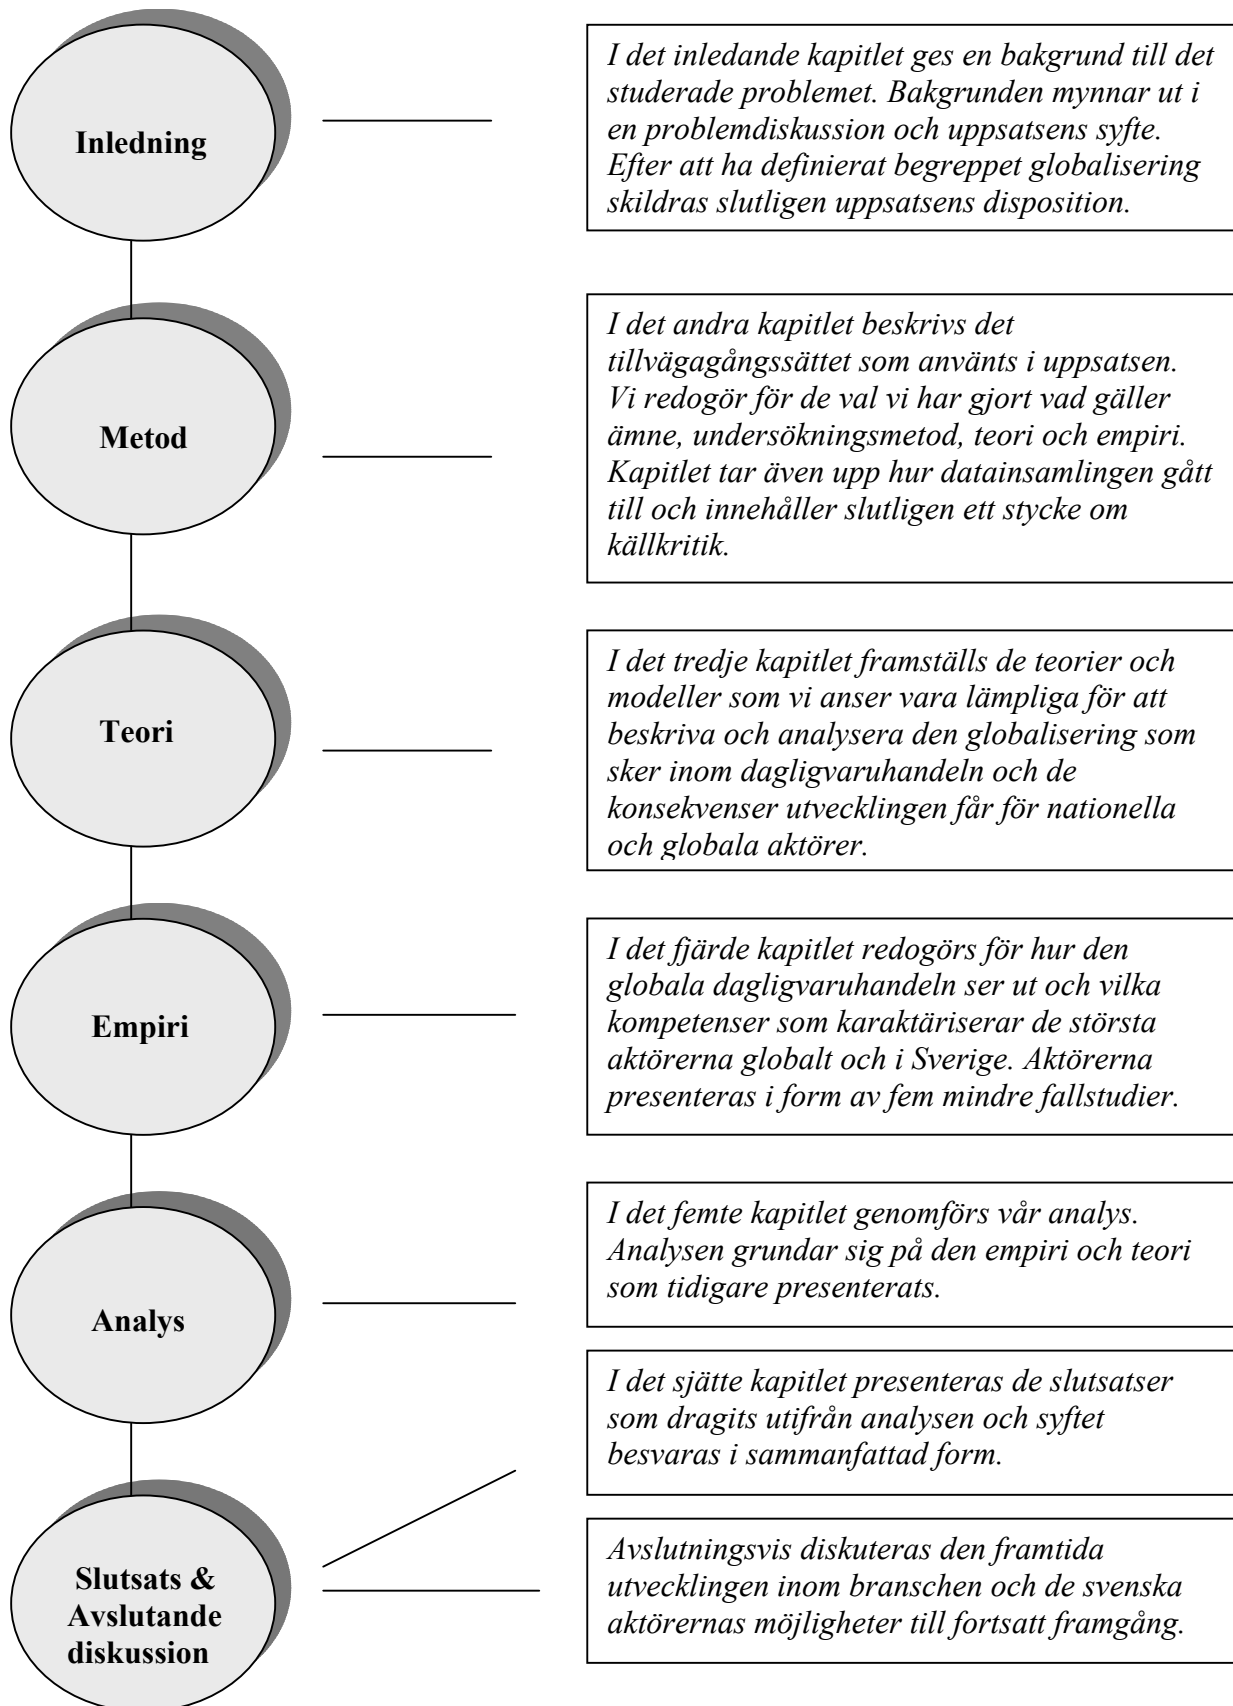 Inledning
I det inledande kapitlet ges en bakgrund till det
studerade problemet. Bakgrunden mynnar ut i
en problemdiskussion och uppsatsens syfte.
Efter att ha definierat begreppet globalisering
skildras slutligen uppsatsens disposition.
Metod
I det andra kapitlet beskrivs det
tillvägagångssättet som använts i uppsatsen.
Vi redogör för de val vi har gjort vad gäller
ämne, undersökningsmetod, teori och empiri.
Kapitlet tar även upp hur datainsamlingen gått
till och innehåller slutligen ett stycke om
källkritik.
Teori
I det tredje kapitlet framställs de teorier och
modeller som vi anser vara lämpliga för att
beskriva och analysera den globalisering som
sker inom dagligvaruhandeln och de
konsekvenser utvecklingen får för nationella
och globala aktörer.
Empiri
I det fjärde kapitlet redogörs för hur den
globala dagligvaruhandeln ser ut och vilka
kompetenser som karaktäriserar de största
aktörerna globalt och i Sverige. Aktörerna
presenteras i form av fem mindre fallstudier.
Analys
I det femte kapitlet genomförs vår analys.
Analysen grundar sig på den empiri och teori
som tidigare presenterats.
Slutsats &
Avslutande
diskussion
I det sjätte kapitlet presenteras de slutsatser
som dragits utifrån analysen och syftet
besvaras i sammanfattad form.
Avslutningsvis diskuteras den framtida
utvecklingen inom branschen och de svenska
aktörernas möjligheter till fortsatt framgång.